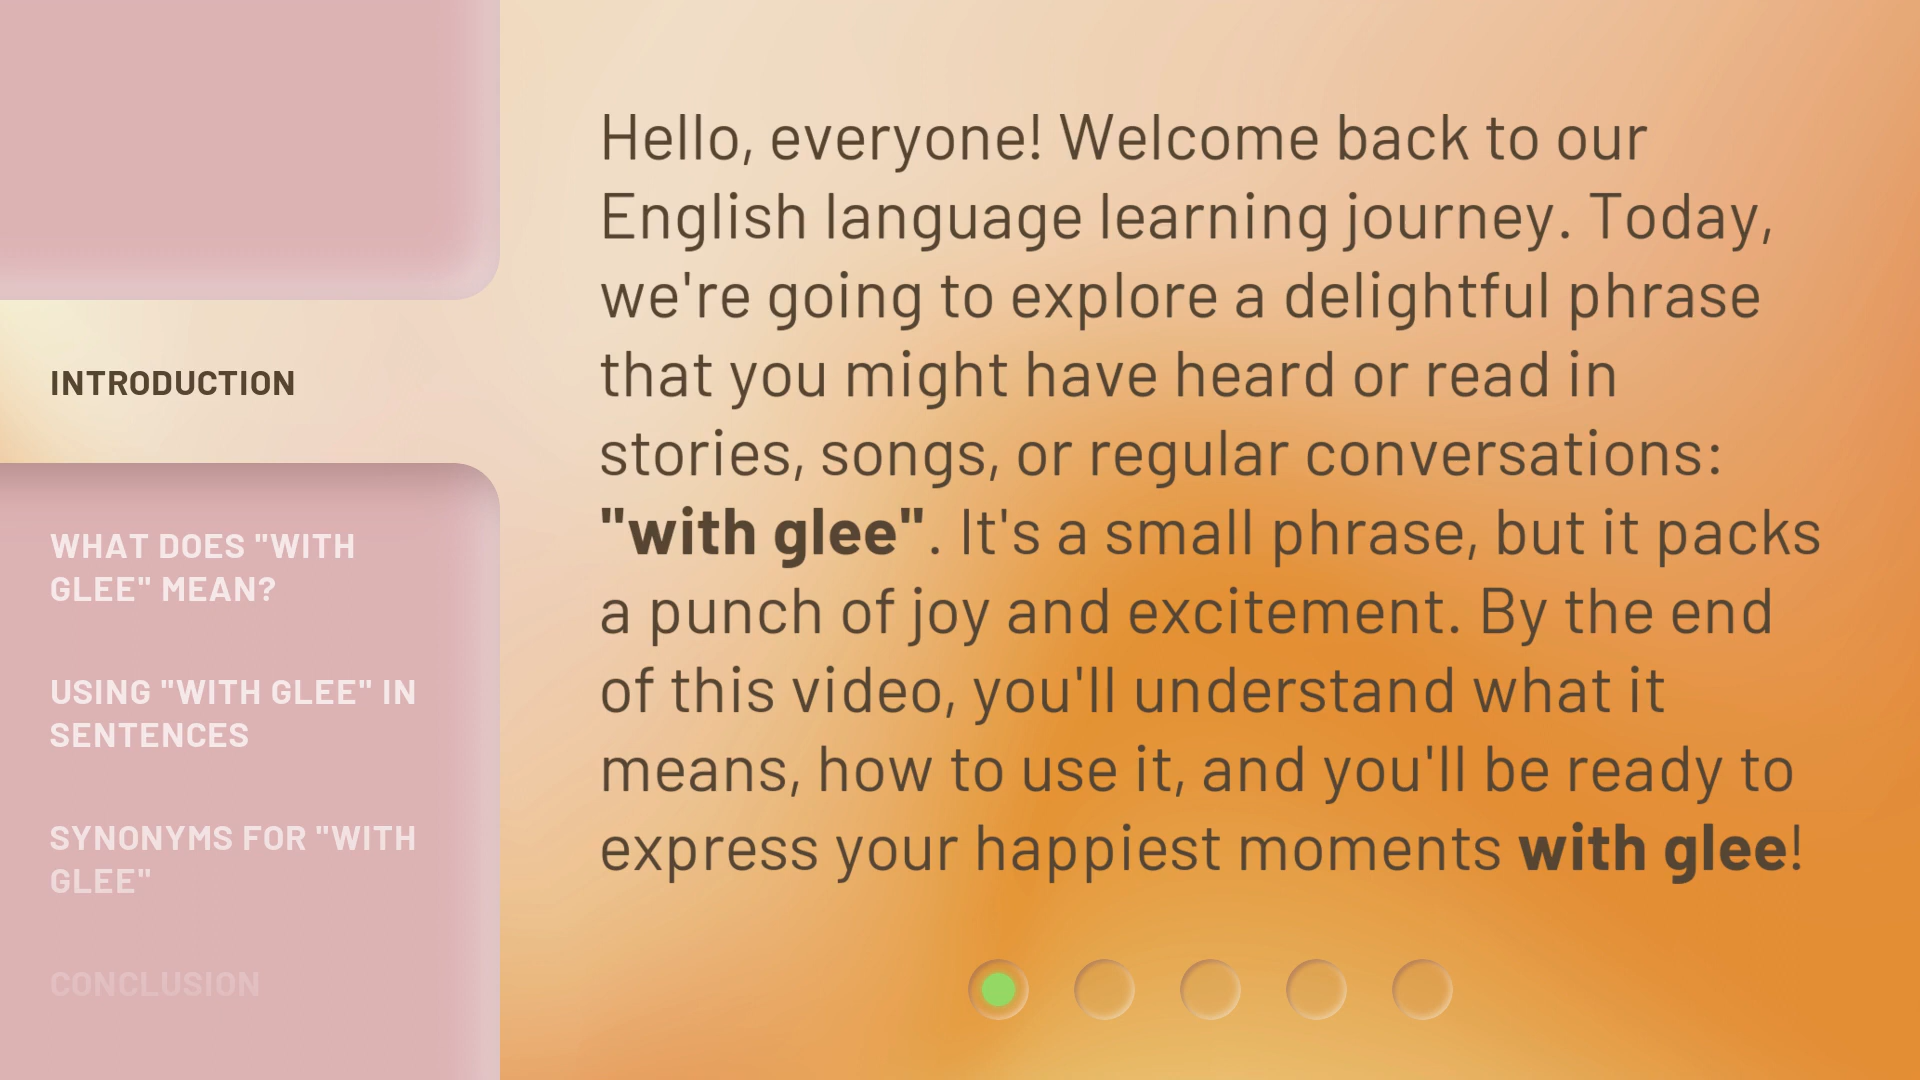 INTRODUCTION
WHAT DOES "WITH
GLEE" MEAN?
USING "WITH GLEE" IN
SENTENCES
SYNONYMS FOR "WITH
GLEE"
CONCLUSION
Hello, everyone! Welcome back to our
English language learning journey. Today,
we're going to explore a delightful phrase
that you might have heard or read in
stories, songs, or regular conversations:
"with glee". It's a small phrase, but it packs
a punch of joy and excitement. By the end
of this video, you'll understand what it
means, how to use it, and you'll be ready to
express your happiest moments with glee!